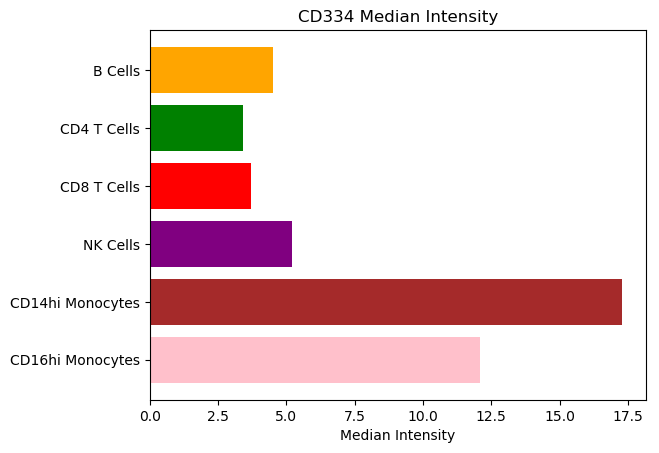 CD334 Median Intensity
B Cells
CD4 T Cells
CD8 T Cells
NK Cells
CD14hi Monocytes
CD16hi Monocytes
0.0 2.5 5.0 7.5 10.0 12.5 15.0 17.5
Median Intensity